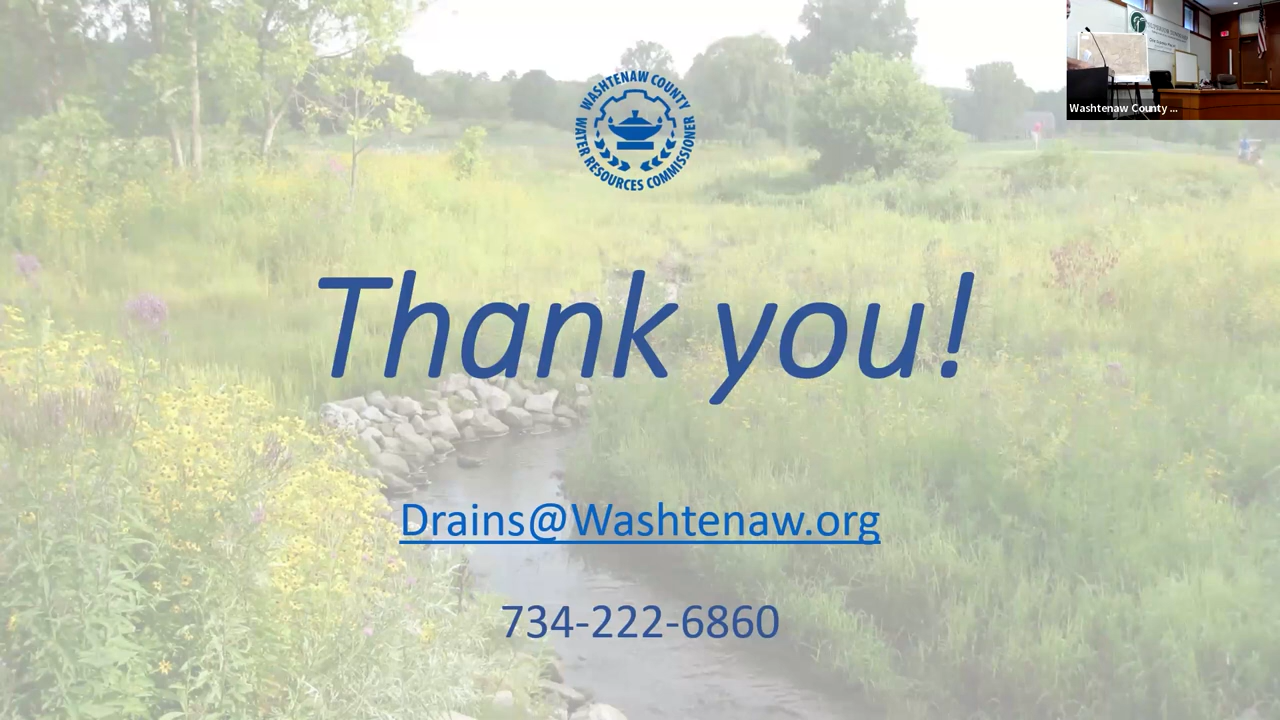 WASHTENAW COUNTY
WATER RESOURCES COMMISSIONER
Thank you!
Drains@Washtenaw.org
734-222-6860
Washtenaw County ...